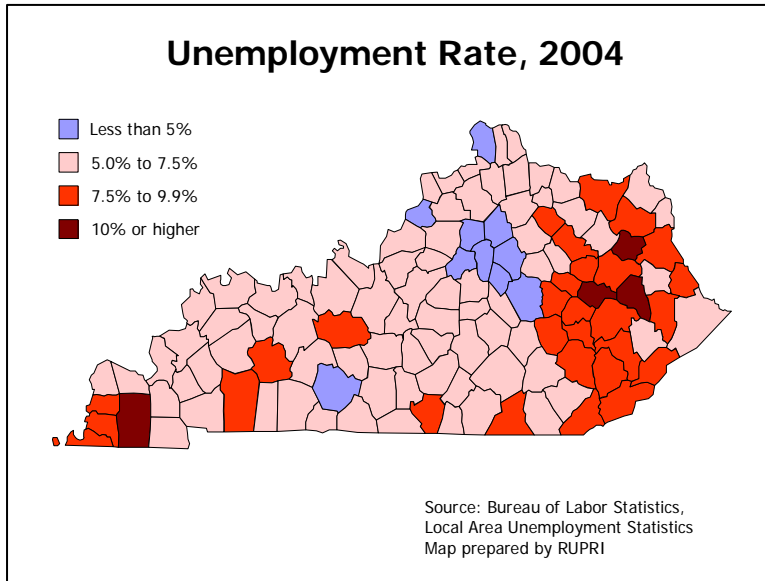 Unemployment Rate, 2004
Less than 5%
5.0% to 7.5%
7.5% to 9.9%
10% or higher
Source: Bureau of Labor Statistics,
Local Area Unemployment Statistics
Map prepared by RUPRI